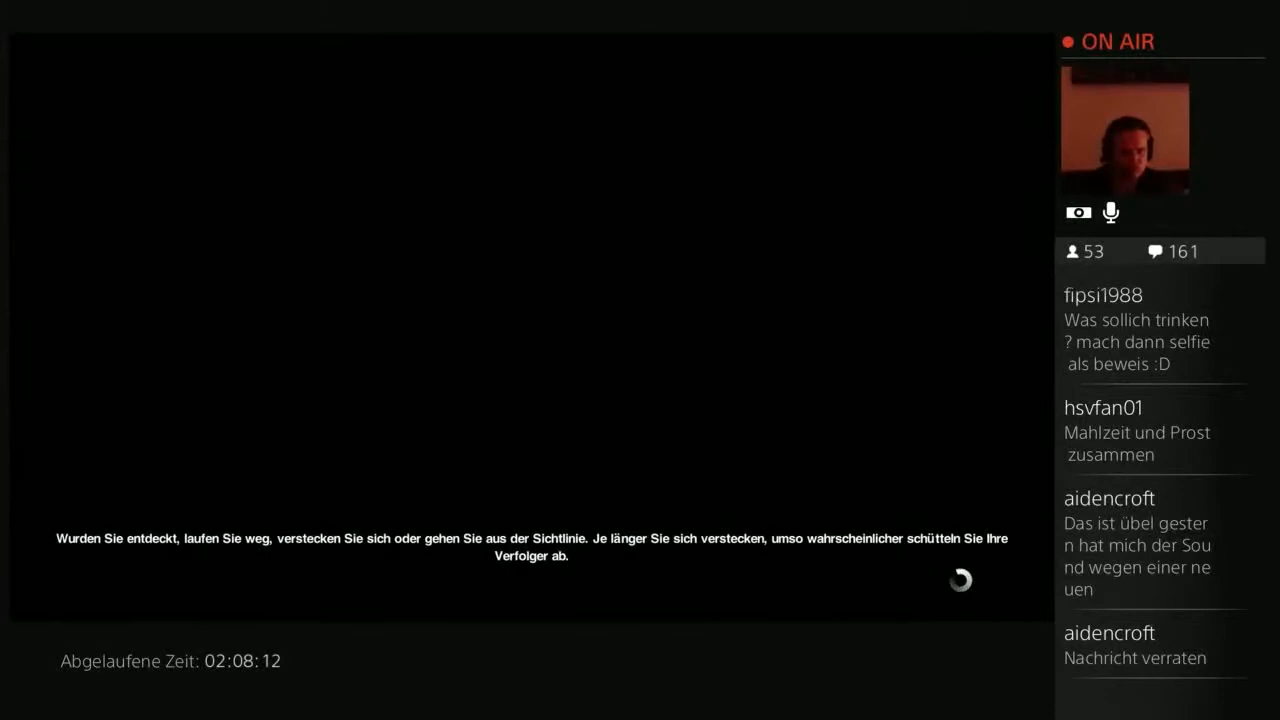 ON AIR
53 161
fipsi1988
Was sollich trinken
? mach dann selfie
als beweis :D
hsvfan01
Mahlzeit und Prost
zusammen
aidencroft
Das ist übel gester
n hat mich der Sou
nd wegen einer ne
uen
aidencroft
Nachricht verraten
Wurden Sie entdeckt, laufen Sie weg, verstecken Sie sich oder gehen Sie aus der Sichtlinie. Je länger Sie sich verstecken, umso wahrscheinlicher schütteln Sie Ihre
Verfolger ab.
Abgelaufene Zeit: 02:08:12